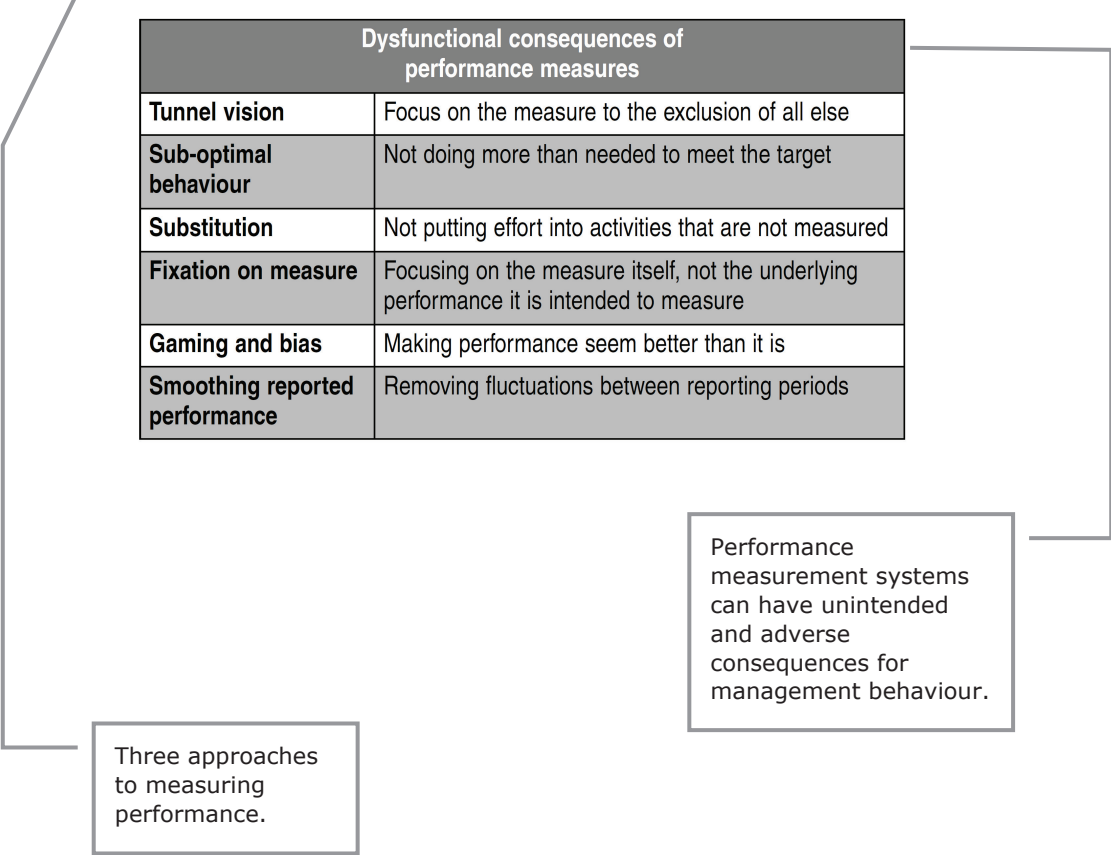 Dysfunctional consequences of
performance measures
Tunnel vision
Focus on the measure to the exclusion of all else
Sub-optimal
behaviour
Not doing more than needed to meet the target
Substitution
Not putting effort into activities that are not measured
Fixation on measure
Focusing on the measure itself, not the underlying
performance it is intended to measure
Gaming and bias
Making performance seem better than it is
Smoothing reported
performance
Removing fluctuations between reporting periods
Performance
measurement systems
can have unintended
and adverse
consequences for
management behaviour.
Three approaches
to measuring
performance.